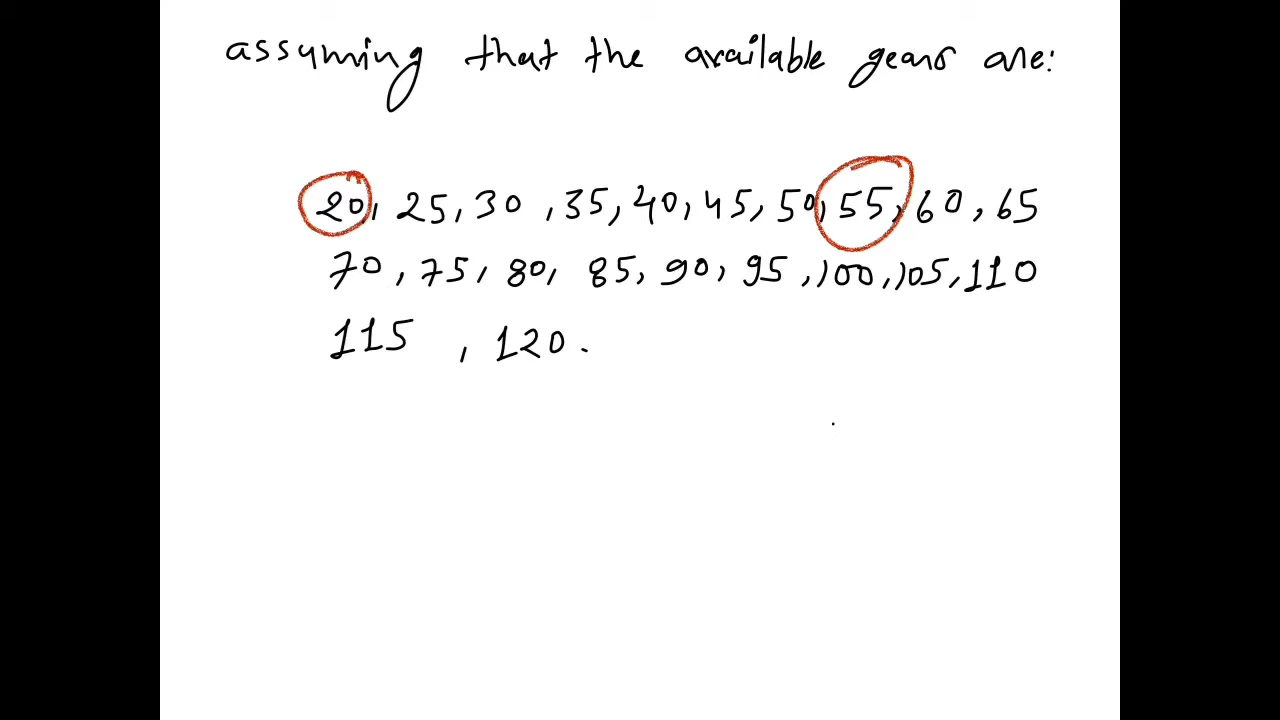 assuming that the available gears are:
20, 25, 30, 35, 40, 45, 50, 55, 60, 65
70, 75, 80, 85, 90, 95, 100, 105, 110
115, 120.